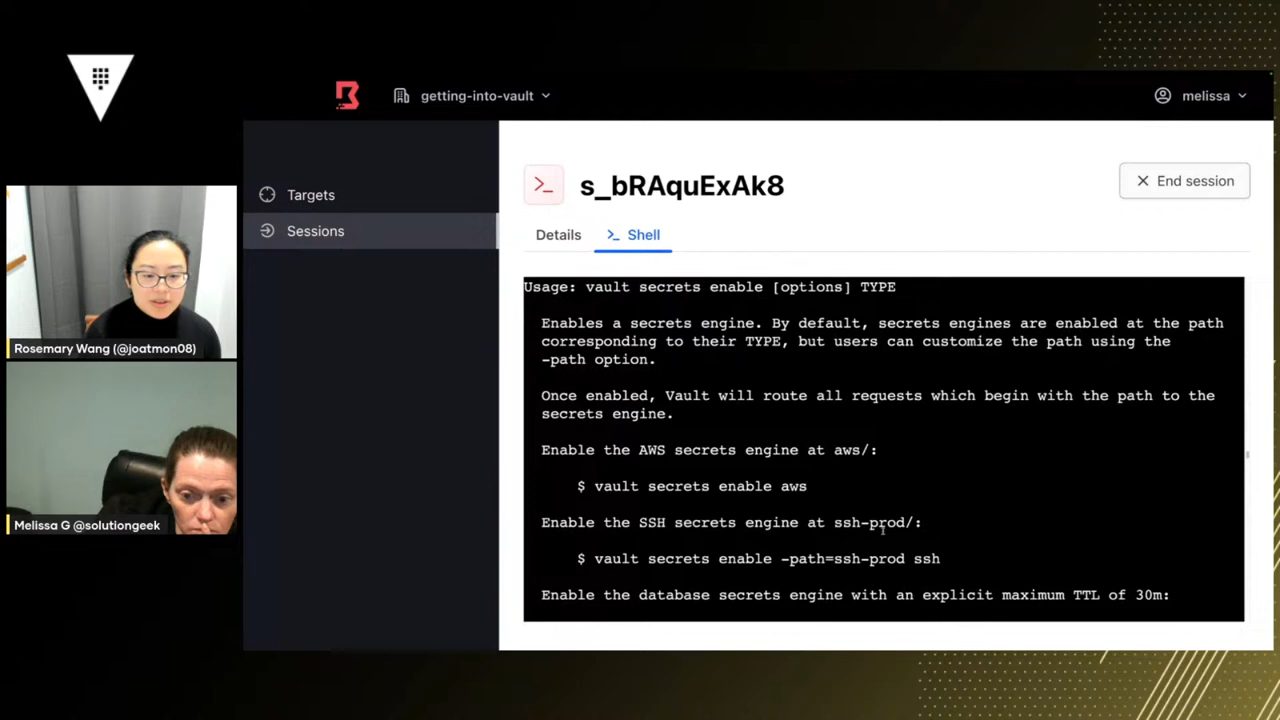 getting-into-vault
melissa
Targets
Sessions
s_bRAquExAk8
End session
Details
>_ Shell
Usage: vault secrets enable [options] TYPE
Enables a secrets engine. By default, secrets engines are enabled at the path
corresponding to their TYPE, but users can customize the path using the
-path option.
Once enabled, Vault will route all requests which begin with the path to the
secrets engine.
Enable the AWS secrets engine at aws/:
$ vault secrets enable aws
Enable the SSH secrets engine at ssh-prod/:
$ vault secrets enable -path=ssh-prod ssh
Enable the database secrets engine with an explicit maximum TTL of 30m:
Rosemary Wang (@joatmon08)
Melissa G @solutiongeek